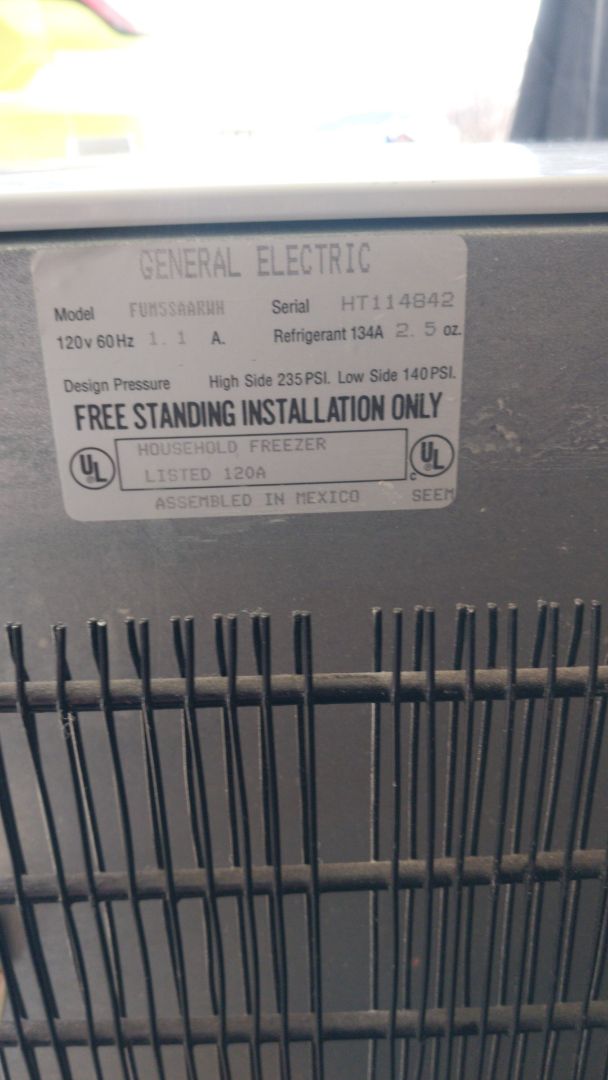 GENERAL ELECTRIC
Model FUM5SAARWH Serial HT114842
120v 60Hz 1.1 A. Refrigerant 134A 2.5 oz.
Design Pressure High Side 235 PSI. Low Side 140 PSI.
FREE STANDING INSTALLATION ONLY
UL HOUSEHOLD FREEZER c UL
LISTED 120A
ASSEMBLED IN MEXICO SEEM